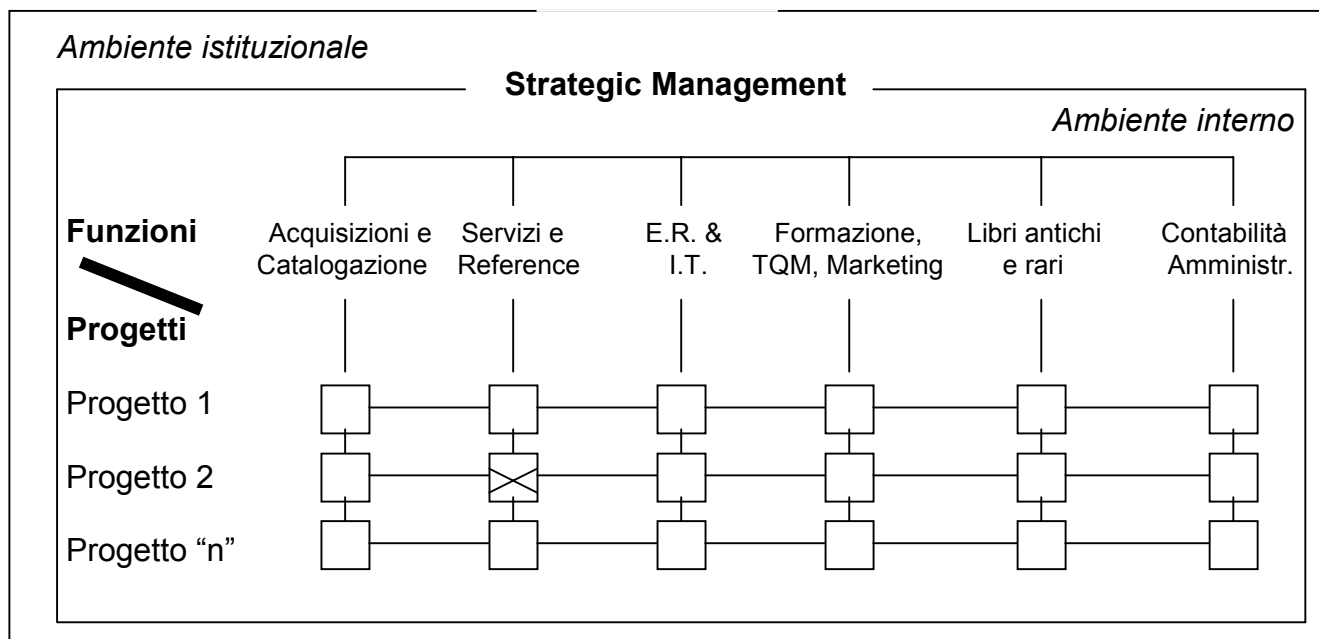 Ambiente istituzionale
Strategic Management
Ambiente interno
Funzioni
Acquisizioni e
Catalogazione
Servizi e
Reference
E.R. &
I.T.
Formazione,
TQM, Marketing
Libri antichi
e rari
Contabilità
Amministr.
Progetti
Progetto 1
Progetto 2
Progetto “n”